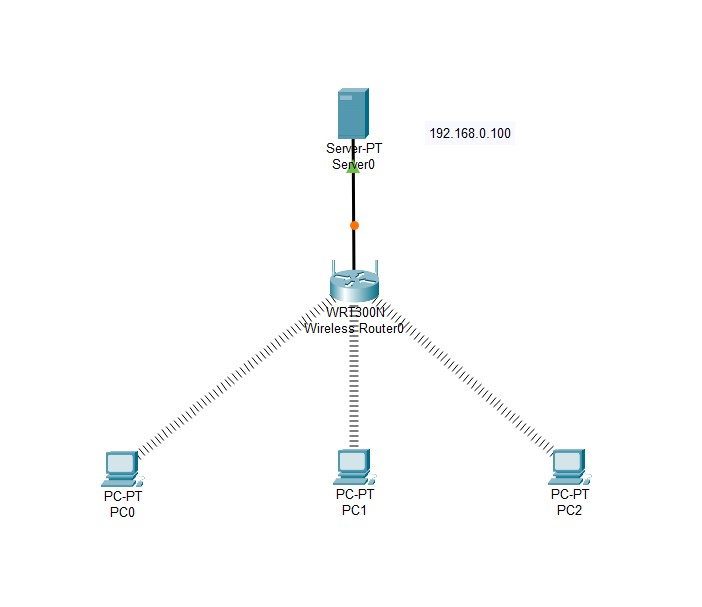 Server-PT
Server0
192.168.0.100
WRT300N
Wireless Router0
PC-PT
PC0
PC-PT
PC1
PC-PT
PC2